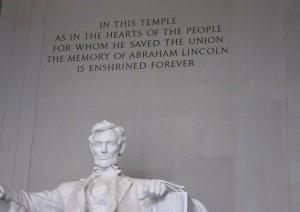 IN THIS TEMPLE
AS IN THE HEARTS OF THE PEOPLE
FOR WHOM HE SAVED THE UNION
THE MEMORY OF ABRAHAM LINCOLN
IS ENSHRINED FOREVER